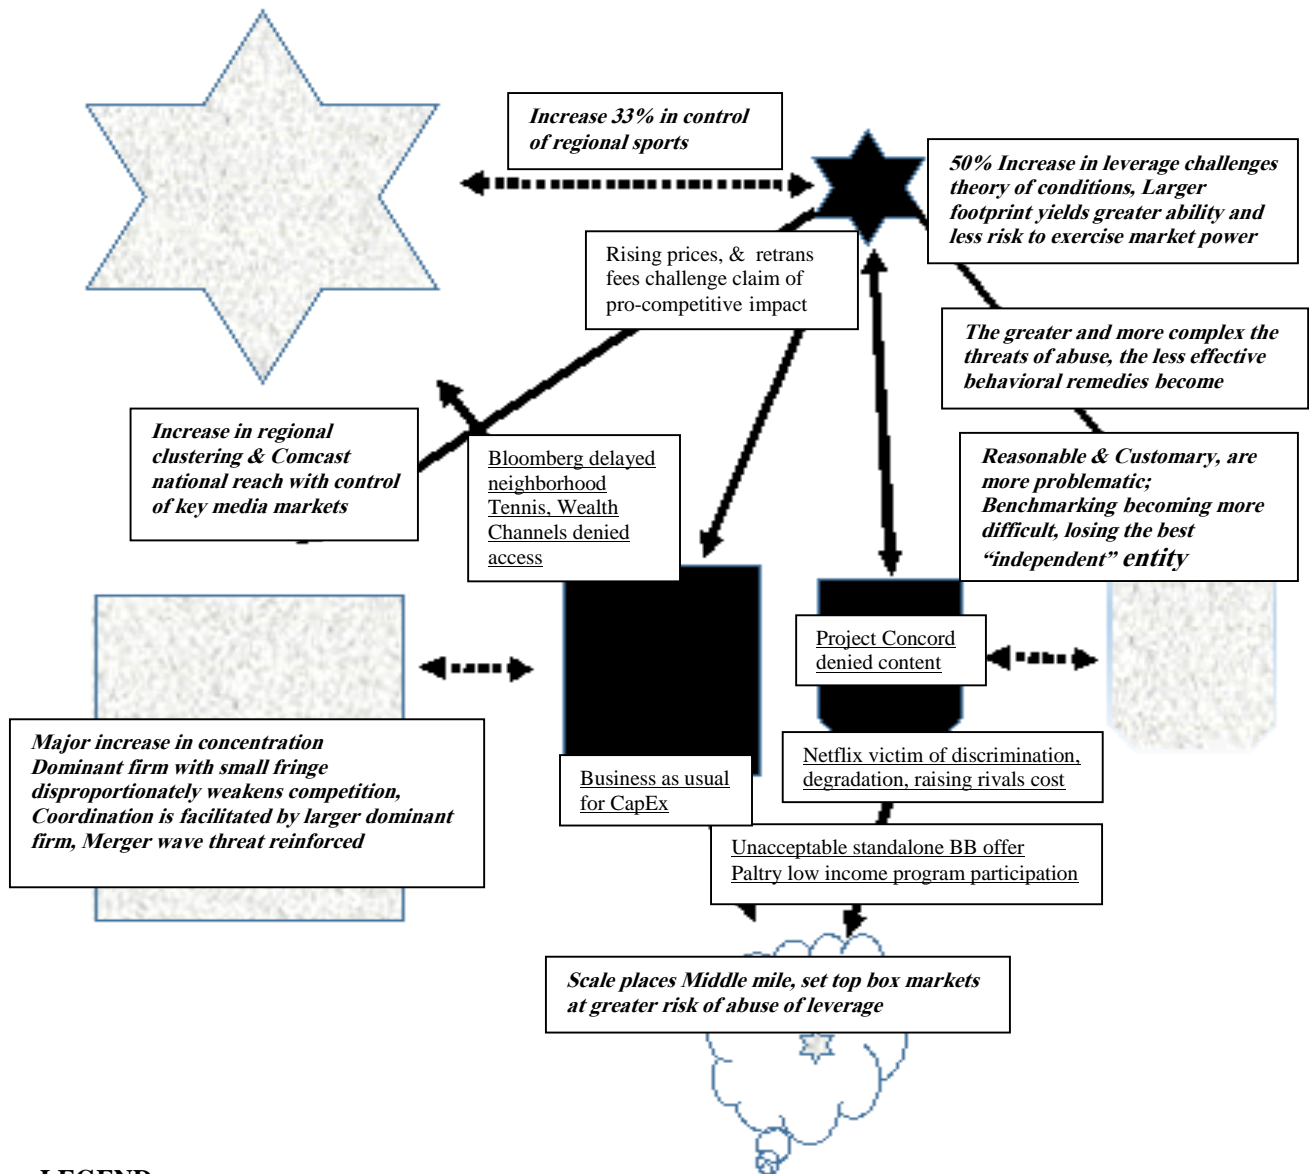 Increase 33% in control
of regional sports
50% Increase in leverage challenges
theory of conditions, Larger
footprint yields greater ability and
less risk to exercise market power
Rising prices, & retrans
fees challenge claim of
pro-competitive impact
The greater and more complex the
threats of abuse, the less effective
behavioral remedies become
Increase in regional
clustering & Comcast
national reach with control
of key media markets
Bloomberg delayed
neighborhood
Tennis, Wealth
Channels denied
access
Reasonable & Customary, are
more problematic;
Benchmarking becoming more
difficult, losing the best
“independent” entity
Project Concord
denied content
Major increase in concentration
Dominant firm with small fringe
disproportionately weakens competition,
Coordination is facilitated by larger dominant
firm, Merger wave threat reinforced
Business as usual
for CapEx
Netflix victim of discrimination,
degradation, raising rivals cost
Unacceptable standalone BB offer
Paltry low income program participation
Scale places Middle mile, set top box markets
at greater risk of abuse of leverage
LEGEND